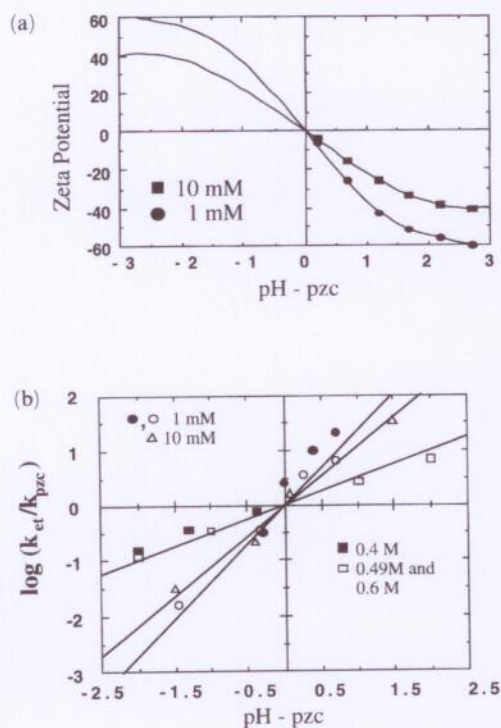 (a)
60
40
20
0
-20
-40
-60
Zeta Potential
■ 10 mM
● 1 mM
-3 -2 -1 0 1 2 3
pH - pzc
(b)
2
1
0
-1
-2
-3
log (k et/k pzc)
●,○ 1 mM
△ 10 mM
■ 0.4 M
□ 0.49M and
0.6 M
-2.5 -1.5 -0.5 0.5 1.5 2.5
pH - pzc